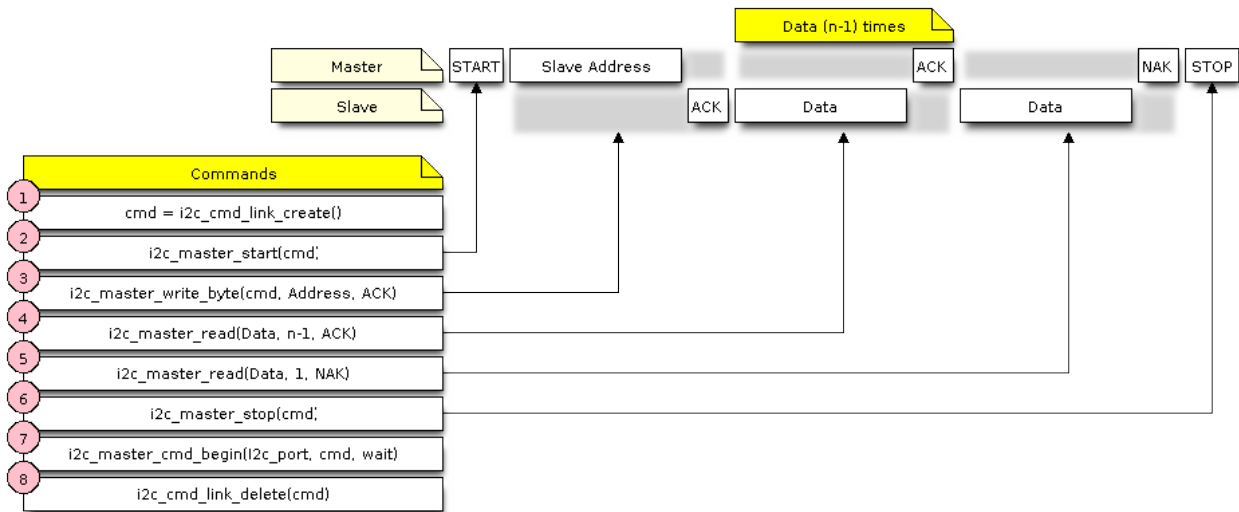 Data (n-1) times
Master START Slave Address ACK NAK STOP
Slave ACK Data Data
Commands
1
cmd = i2c_cmd_link_create()
2
i2c_master_start(cmd)
3
i2c_master_write_byte(cmd, Address, ACK)
4
i2c_master_read(Data, n-1, ACK)
5
i2c_master_read(Data, 1, NAK)
6
i2c_master_stop(cmd)
7
i2c_master_cmd_begin(I2c_port, cmd, wait)
8
i2c_cmd_link_delete(cmd)